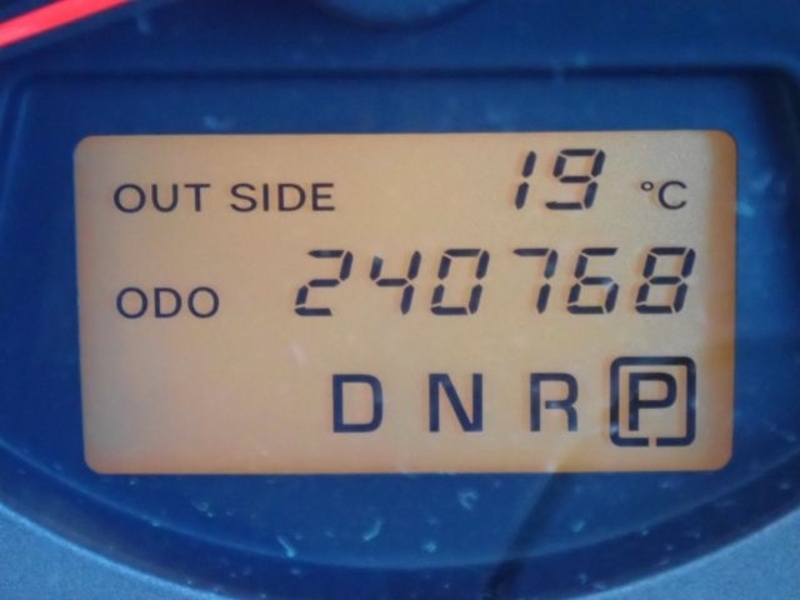 OUT SIDE 19 °C
ODO 240768
D N R P